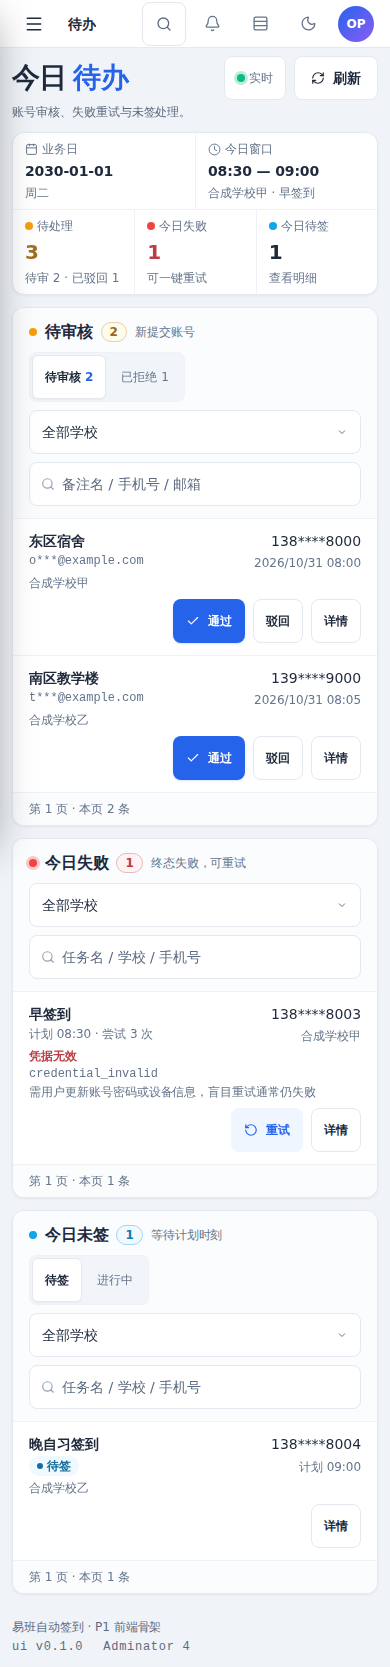 待办
OP
今日 待办
实时
刷新
账号审核、失败重试与未签处理。
业务日
2030-01-01
周二
今日窗口
08:30 — 09:00
合成学校甲 · 早签到
待处理
3
待审 2 · 已驳回 1
今日失败
1
可一键重试
今日待签
1
查看明细
待审核 2 新提交账号
待审核 2 已拒绝 1
全部学校
备注名 / 手机号 / 邮箱
东区宿舍 138****8000
o***@example.com 2026/10/31 08:00
合成学校甲
通过 驳回 详情
南区教学楼 139****9000
t***@example.com 2026/10/31 08:05
合成学校乙
通过 驳回 详情
第 1 页 · 本页 2 条
今日失败 1 终态失败，可重试
全部学校
任务名 / 学校 / 手机号
早签到 138****8003
计划 08:30 · 尝试 3 次 合成学校甲
凭据无效
credential_invalid
需用户更新账号密码或设备信息，盲目重试通常仍失败
重试 详情
第 1 页 · 本页 1 条
今日未签 1 等待计划时刻
待签 进行中
全部学校
任务名 / 学校 / 手机号
晚自习签到 138****8004
待签 计划 09:00
合成学校乙
详情
第 1 页 · 本页 1 条
易班自动签到 · P1 前端骨架
ui v0.1.0 Adminator 4